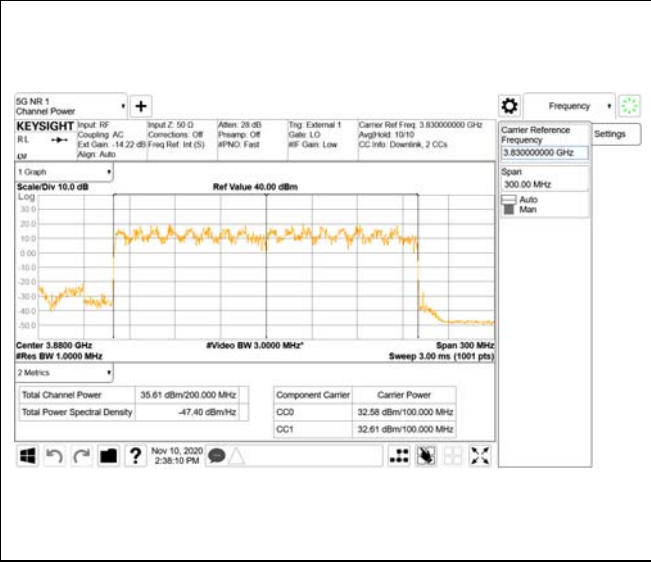 5G NR 1
Channel Power
Frequency
KEYSIGHT
Input: RF
Coupling: AC
Ext Gain: -14.22 dB
Align: Auto
Input Z: 50 Ω
Corrections: Off
Freq Ref: Int (S)
Atten: 28 dB
Preamp: Off
#PNO: Fast
Trig: External 1
Gate: LO
#IF Gain: Low
Carrier Ref Freq: 3.830000000 GHz
Avg|Hold: 10/10
CC Info: Downlink, 2 CCs
R L
Carrier Reference
Frequency
3.830000000 GHz
Settings
Span
300.00 MHz
Auto
Man
1 Graph
Scale/Div 10.0 dB
Ref Value 40.00 dBm
Log
30.0
20.0
10.0
0.00
-10.0
-20.0
-30.0
-40.0
-50.0
Center 3.8800 GHz
#Video BW 3.0000 MHz*
Span 300 MHz
#Res BW 1.0000 MHz
Sweep 3.00 ms (1001 pts)
2 Metrics
Total Channel Power 35.61 dBm/200.000 MHz
Total Power Spectral Density -47.40 dBm/Hz
Component Carrier Carrier Power
CC0 32.58 dBm/100.000 MHz
CC1 32.61 dBm/100.000 MHz
?
Nov 10, 2020
2:38:10 PM